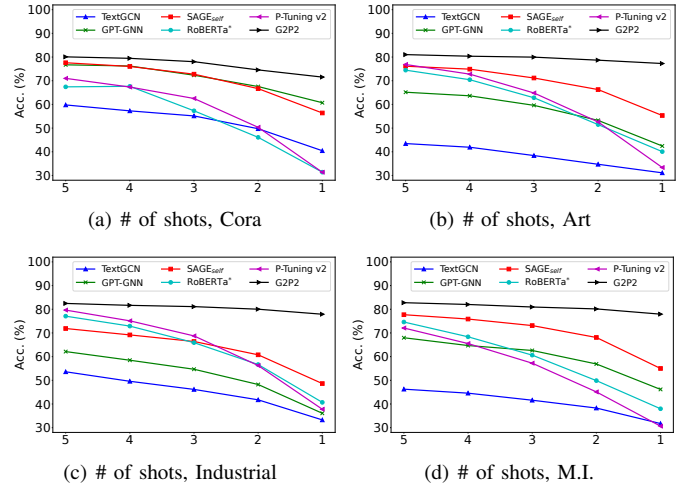 TextGCN SAGE_self P-Tuning v2
GPT-GNN RoBERTa* G2P2
Acc. (%)
100
90
80
70
60
50
40
30
5 4 3 2 1
(a) # of shots, Cora
TextGCN SAGE_self P-Tuning v2
GPT-GNN RoBERTa* G2P2
Acc. (%)
100
90
80
70
60
50
40
30
5 4 3 2 1
(b) # of shots, Art
TextGCN SAGE_self P-Tuning v2
GPT-GNN RoBERTa* G2P2
Acc. (%)
100
90
80
70
60
50
40
30
5 4 3 2 1
(c) # of shots, Industrial
TextGCN SAGE_self P-Tuning v2
GPT-GNN RoBERTa* G2P2
Acc. (%)
100
90
80
70
60
50
40
30
5 4 3 2 1
(d) # of shots, M.I.